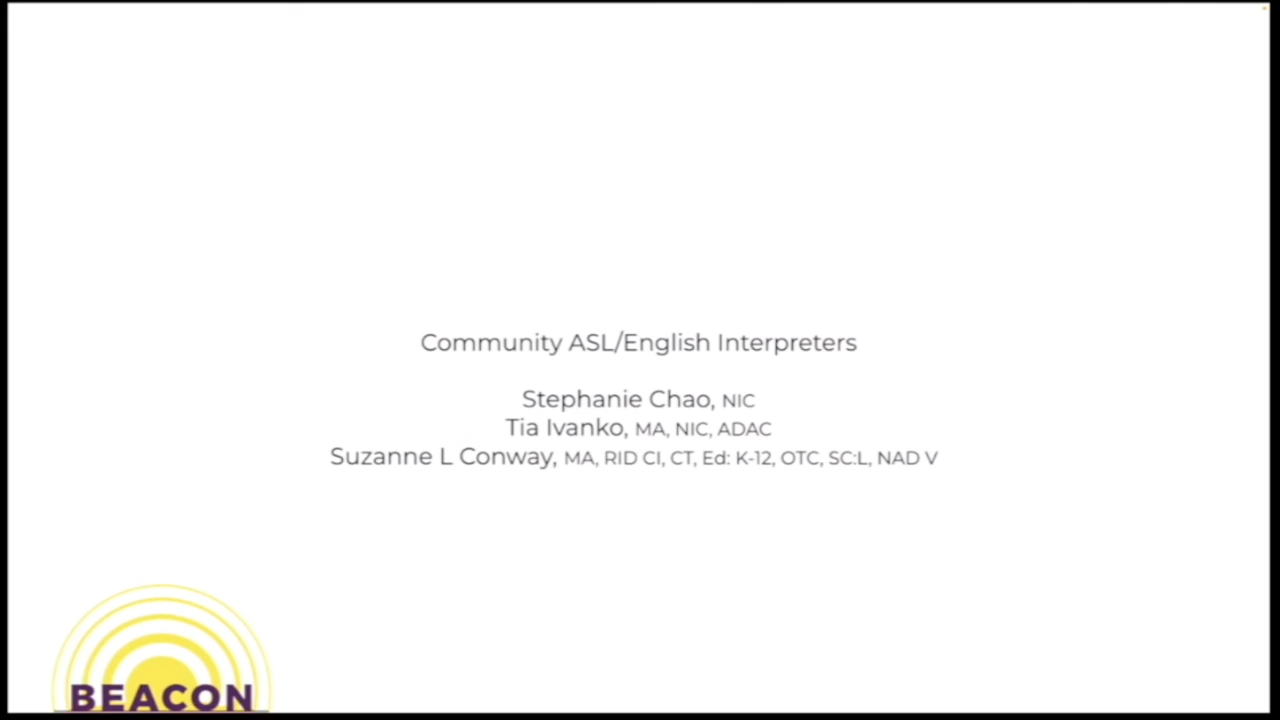 Community ASL/English Interpreters
Stephanie Chao, NIC
Tia Ivanko, MA, NIC, ADAC
Suzanne L Conway, MA, RID CI, CT, Ed: K-12, OTC, SC:L, NAD V
BEACON